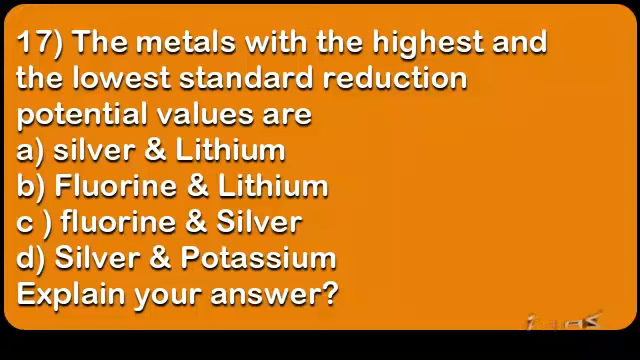 17) The metals with the highest and
the lowest standard reduction
potential values are
a) silver & Lithium
b) Fluorine & Lithium
c ) fluorine & Silver
d) Silver & Potassium
Explain your answer?